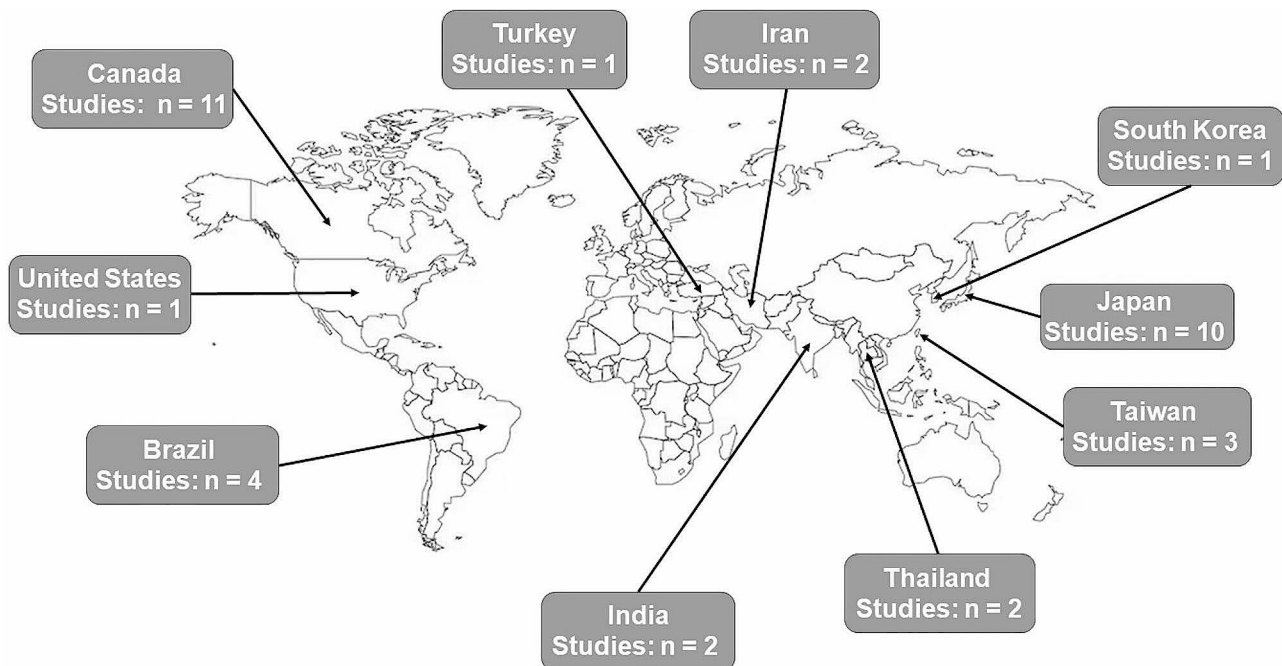 Turkey
Studies: n = 1
Iran
Studies: n = 2
Canada
Studies: n = 11
South Korea
Studies: n = 1
United States
Studies: n = 1
Japan
Studies: n = 10
Taiwan
Studies: n = 3
Brazil
Studies: n = 4
Thailand
Studies: n = 2
India
Studies: n = 2